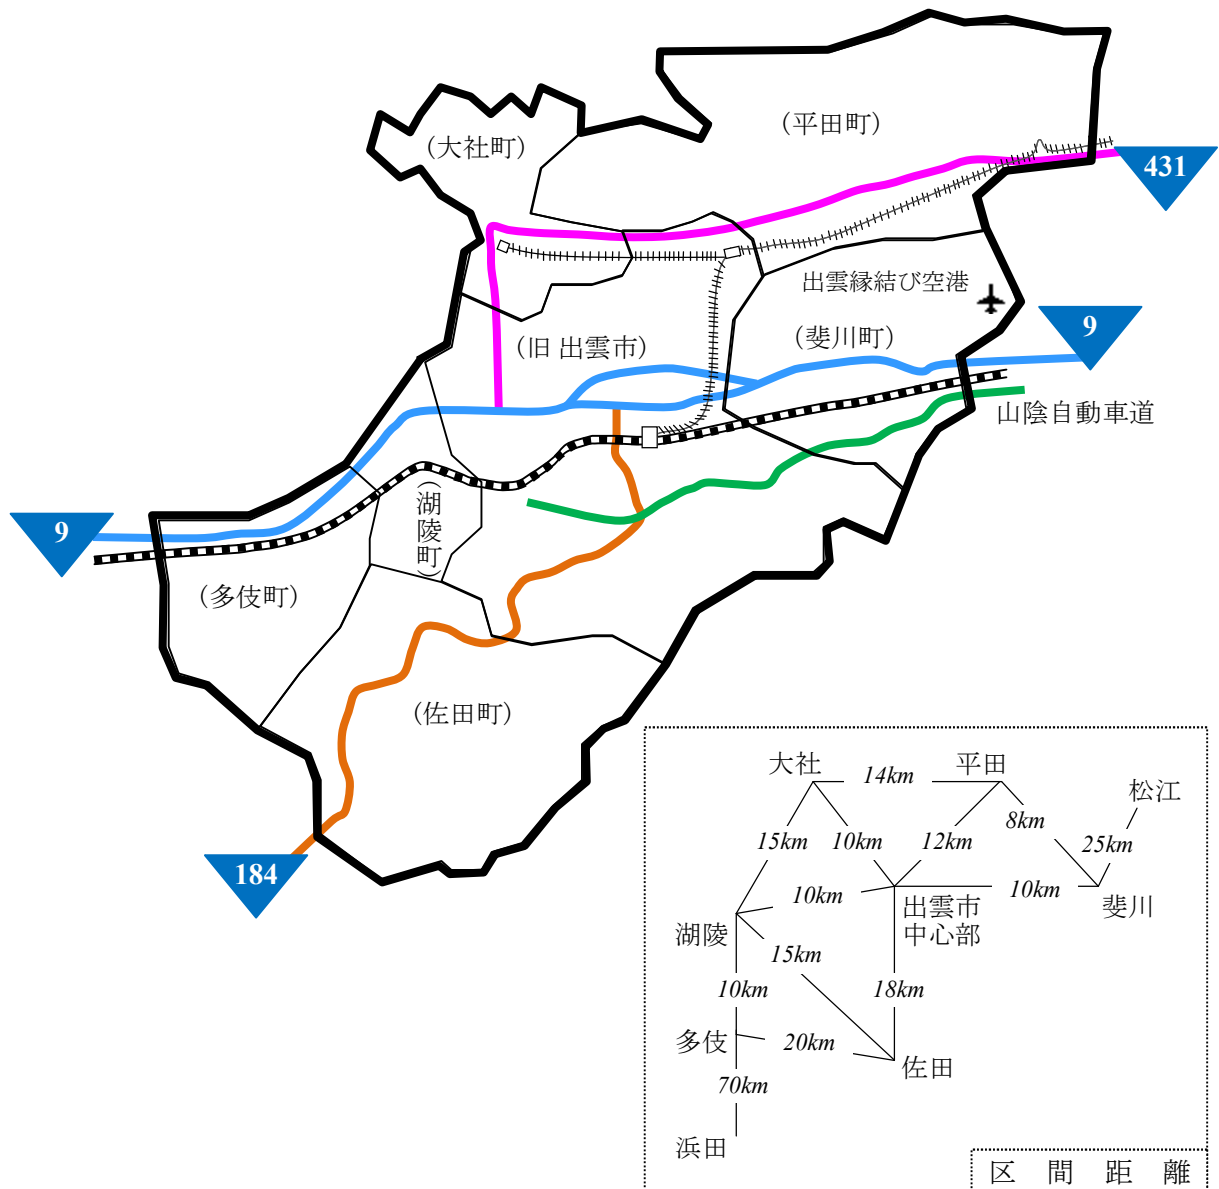 (平田町)
(大社町)
431
出雲縁結び空港
9
(旧 出雲市)
(斐川町)
山陰自動車道
(湖陵町)
9
(多伎町)
(佐田町)
184
大社
14km
平田
松江
15km
10km
12km
8km
25km
10km
10km
出雲市
中心部
斐川
湖陵
15km
10km
18km
多伎
20km
佐田
70km
浜田
区 間 距 離